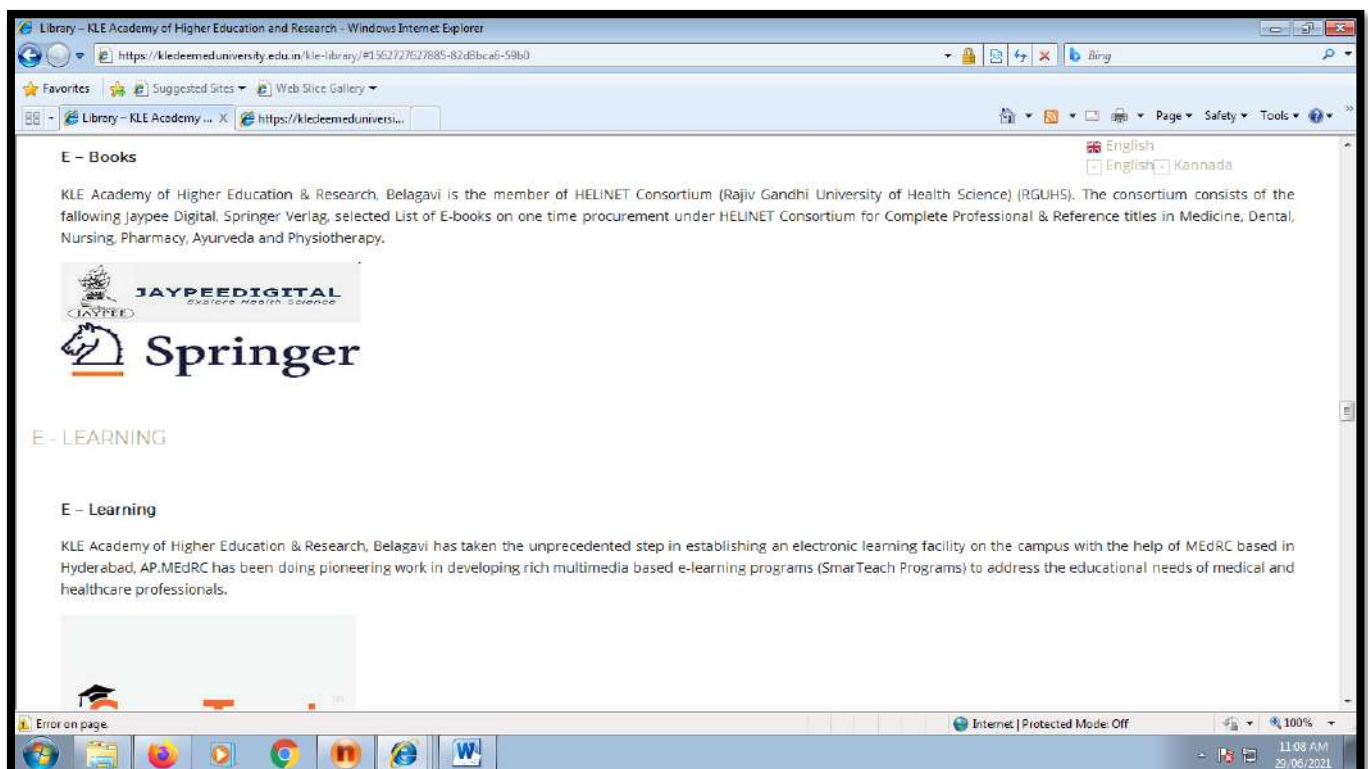 Library – KLE Academy of Higher Education and Research - Windows Internet Explorer
https://kledeemeduniversity.edu.in/kle-library/#1562727627885-82d8bca6-59b0
Bing
Favorites Suggested Sites Web Slice Gallery
Library – KLE Academy ... X https://kledeemeduniversi...
Page Safety Tools
English
English Kannada
E – Books
KLE Academy of Higher Education & Research, Belagavi is the member of HELINET Consortium (Rajiv Gandhi University of Health Science) (RGUHS). The consortium consists of the
fallowing Jaypee Digital, Springer Verlag, selected List of E-books on one time procurement under HELINET Consortium for Complete Professional & Reference titles in Medicine, Dental,
Nursing, Pharmacy, Ayurveda and Physiotherapy.
JAYPEEDIGITAL
Explore Health Science
JAYPEE
Springer
E - LEARNING
E – Learning
KLE Academy of Higher Education & Research, Belagavi has taken the unprecedented step in establishing an electronic learning facility on the campus with the help of MEdRC based in
Hyderabad, AP.MEdRC has been doing pioneering work in developing rich multimedia based e-learning programs (SmarTeach Programs) to address the educational needs of medical and
healthcare professionals.
Error on page.
Internet | Protected Mode: Off
100%
11:08 AM
29/06/2021